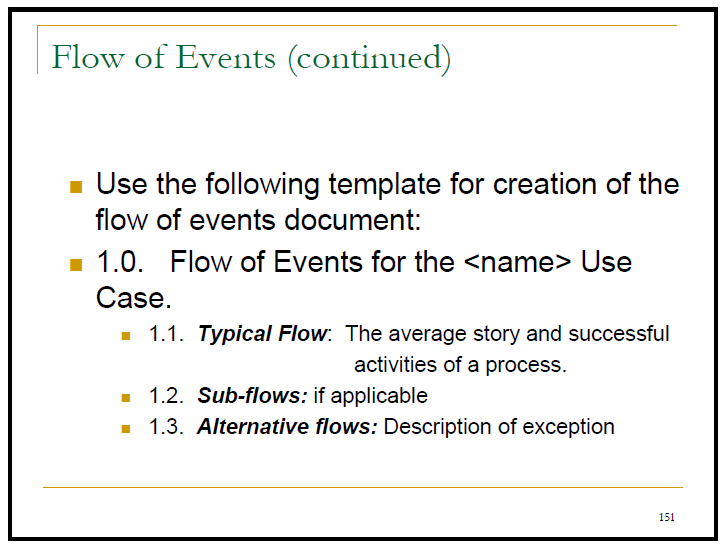 Flow of Events (continued)
Use the following template for creation of the
flow of events document:
1.0. Flow of Events for the <name> Use
Case.
1.1. Typical Flow: The average story and successful
activities of a process.
1.2. Sub-flows: if applicable
1.3. Alternative flows: Description of exception
151